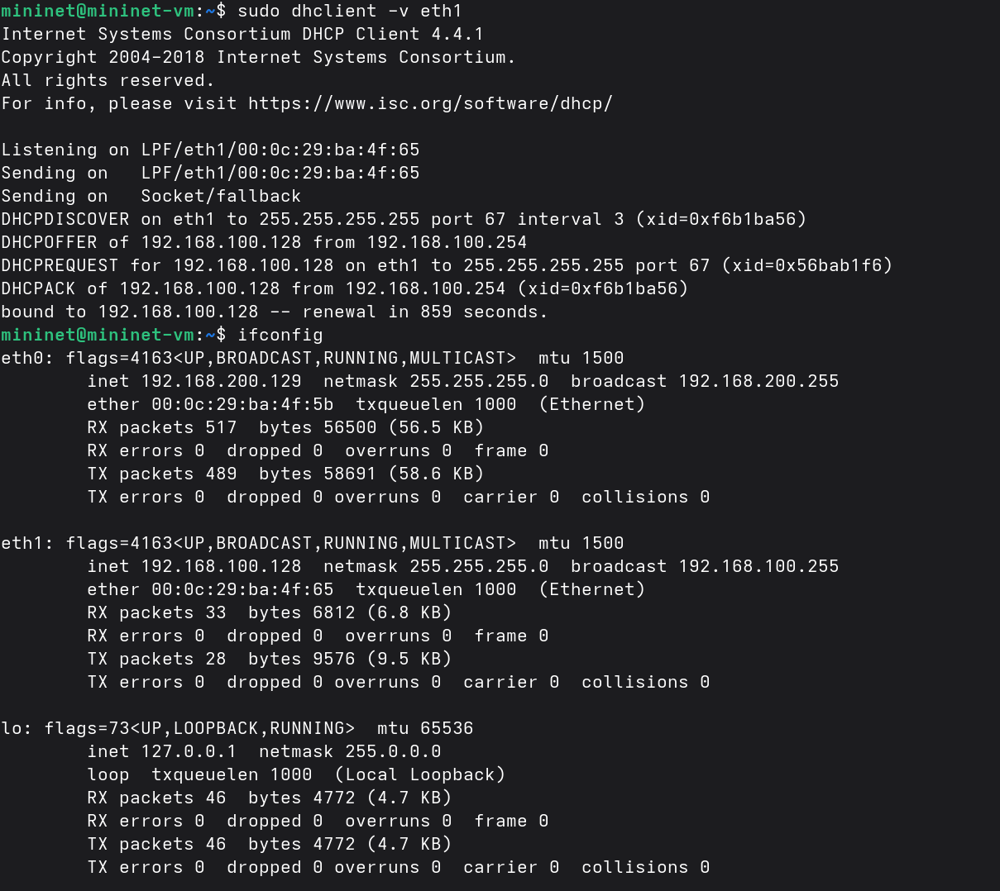 mininet@mininet-vm:~$ sudo dhclient -v eth1
Internet Systems Consortium DHCP Client 4.4.1
Copyright 2004-2018 Internet Systems Consortium.
All rights reserved.
For info, please visit https://www.isc.org/software/dhcp/

Listening on LPF/eth1/00:0c:29:ba:4f:65
Sending on   LPF/eth1/00:0c:29:ba:4f:65
Sending on   Socket/fallback
DHCPDISCOVER on eth1 to 255.255.255.255 port 67 interval 3 (xid=0xf6b1ba56)
DHCPOFFER of 192.168.100.128 from 192.168.100.254
DHCPREQUEST for 192.168.100.128 on eth1 to 255.255.255.255 port 67 (xid=0x56bab1f6)
DHCPACK of 192.168.100.128 from 192.168.100.254 (xid=0xf6b1ba56)
bound to 192.168.100.128 -- renewal in 859 seconds.
mininet@mininet-vm:~$ ifconfig
eth0: flags=4163<UP,BROADCAST,RUNNING,MULTICAST>  mtu 1500
        inet 192.168.200.129  netmask 255.255.255.0  broadcast 192.168.200.255
        ether 00:0c:29:ba:4f:5b  txqueuelen 1000  (Ethernet)
        RX packets 517  bytes 56500 (56.5 KB)
        RX errors 0  dropped 0  overruns 0  frame 0
        TX packets 489  bytes 58691 (58.6 KB)
        TX errors 0  dropped 0 overruns 0  carrier 0  collisions 0

eth1: flags=4163<UP,BROADCAST,RUNNING,MULTICAST>  mtu 1500
        inet 192.168.100.128  netmask 255.255.255.0  broadcast 192.168.100.255
        ether 00:0c:29:ba:4f:65  txqueuelen 1000  (Ethernet)
        RX packets 33  bytes 6812 (6.8 KB)
        RX errors 0  dropped 0  overruns 0  frame 0
        TX packets 28  bytes 9576 (9.5 KB)
        TX errors 0  dropped 0 overruns 0  carrier 0  collisions 0

lo: flags=73<UP,LOOPBACK,RUNNING>  mtu 65536
        inet 127.0.0.1  netmask 255.0.0.0
        loop  txqueuelen 1000  (Local Loopback)
        RX packets 46  bytes 4772 (4.7 KB)
        RX errors 0  dropped 0  overruns 0  frame 0
        TX packets 46  bytes 4772 (4.7 KB)
        TX errors 0  dropped 0 overruns 0  carrier 0  collisions 0